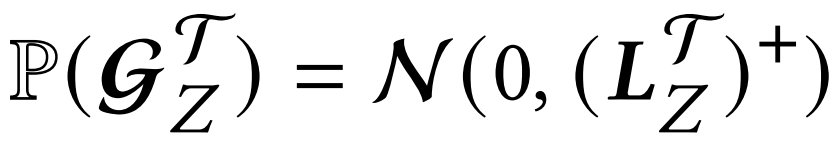 ℙ(𝓖_Z^𝒯) = 𝒩(0, (𝑳_Z^𝒯)^+)